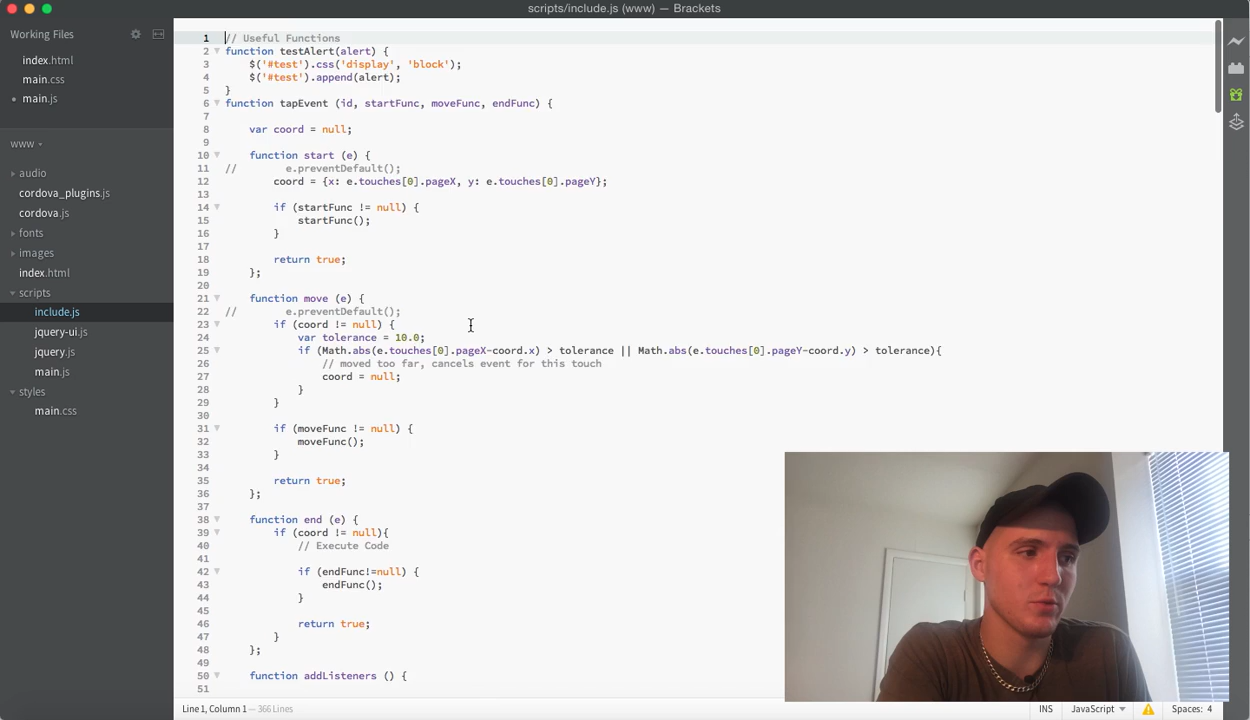 scripts/include.js (www) — Brackets
Working Files
index.html
main.css
main.js
www
audio
cordova_plugins.js
cordova.js
fonts
images
index.html
scripts
include.js
jquery-ui.js
jquery.js
main.js
styles
main.css
1 // Useful Functions
2 function testAlert(alert) {
3 $('#test').css('display', 'block');
4 $('#test').append(alert);
5 }
6 function tapEvent (id, startFunc, moveFunc, endFunc) {
7
8 var coord = null;
9
10 function start (e) {
11 // e.preventDefault();
12 coord = {x: e.touches[0].pageX, y: e.touches[0].pageY};
13
14 if (startFunc != null) {
15 startFunc();
16 }
17
18 return true;
19 };
20
21 function move (e) {
22 // e.preventDefault();
23 if (coord != null) {
24 var tolerance = 10.0;
25 if (Math.abs(e.touches[0].pageX-coord.x) > tolerance || Math.abs(e.touches[0].pageY-coord.y) > tolerance){
26 // moved too far, cancels event for this touch
27 coord = null;
28 }
29 }
30
31 if (moveFunc != null) {
32 moveFunc();
33 }
34
35 return true;
36 };
37
38 function end (e) {
39 if (coord != null){
40 // Execute Code
41
42 if (endFunc!=null) {
43 endFunc();
44 }
45
46 return true;
47 }
48 };
49
50 function addListeners () {
51
Line 1, Column 1 — 366 Lines
INS
JavaScript
Spaces: 4